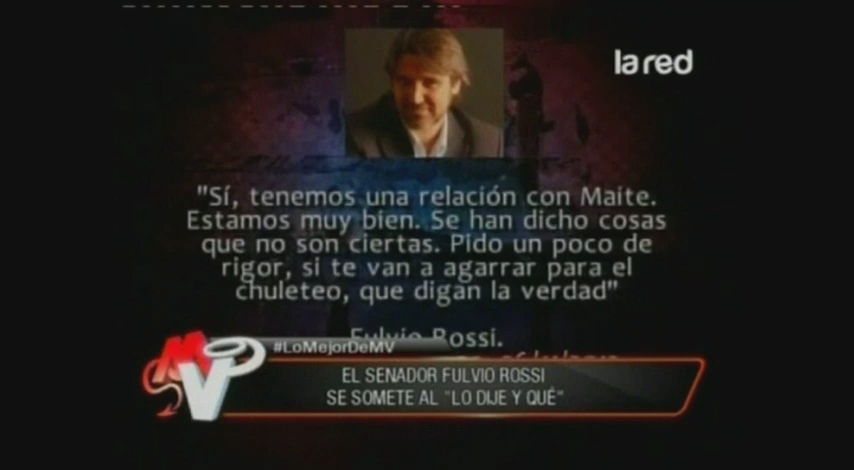 la red
"Sí, tenemos una relación con Maite.
Estamos muy bien. Se han dicho cosas
que no son ciertas. Pido un poco de
rigor, si te van a agarrar para el
chuleteo, que digan la verdad"
Fulvio Rossi.
#LoMejorDeMV
MV
EL SENADOR FULVIO ROSSI
SE SOMETE AL "LO DIJE Y QUÉ"